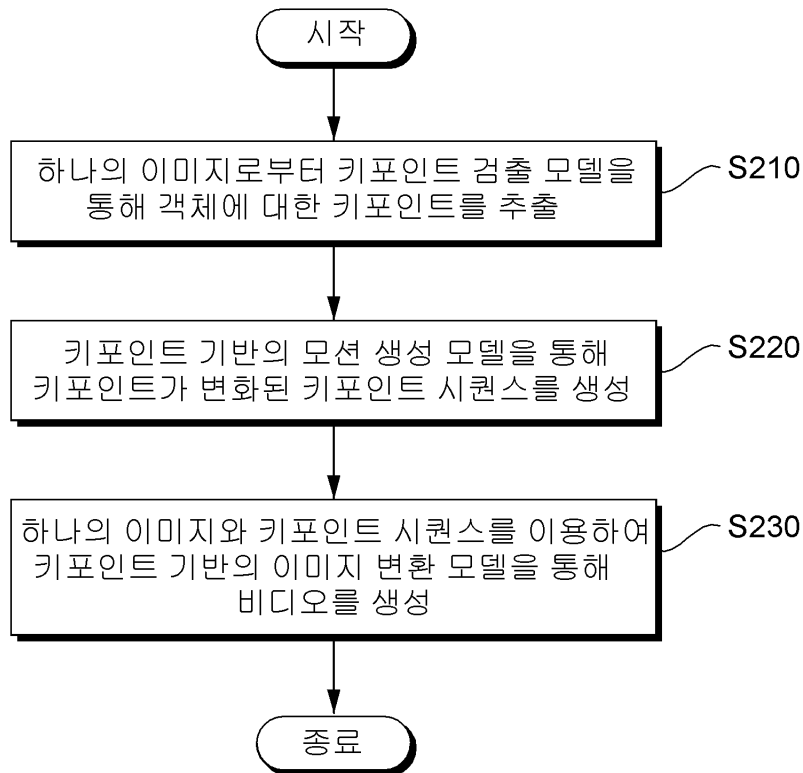 시작
하나의 이미지로부터 키포인트 검출 모델을
통해 객체에 대한 키포인트를 추출
S210
키포인트 기반의 모션 생성 모델을 통해
키포인트가 변화된 키포인트 시퀀스를 생성
S220
하나의 이미지와 키포인트 시퀀스를 이용하여
키포인트 기반의 이미지 변환 모델을 통해
비디오를 생성
S230
종료